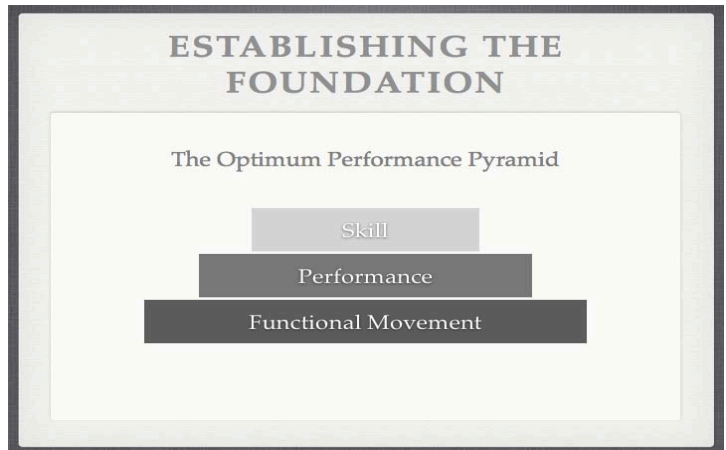 ESTABLISHING THE
FOUNDATION
The Optimum Performance Pyramid
Skill
Performance
Functional Movement